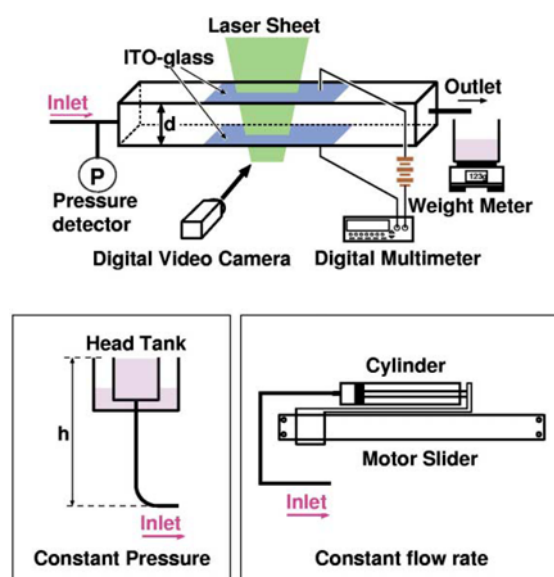 Laser Sheet
ITO-glass
Inlet
d
Outlet
P
Pressure
detector
123g
Weight Meter
Digital Video Camera
Digital Multimeter
Head Tank
h
Inlet
Constant Pressure
Cylinder
Motor Slider
Inlet
Constant flow rate